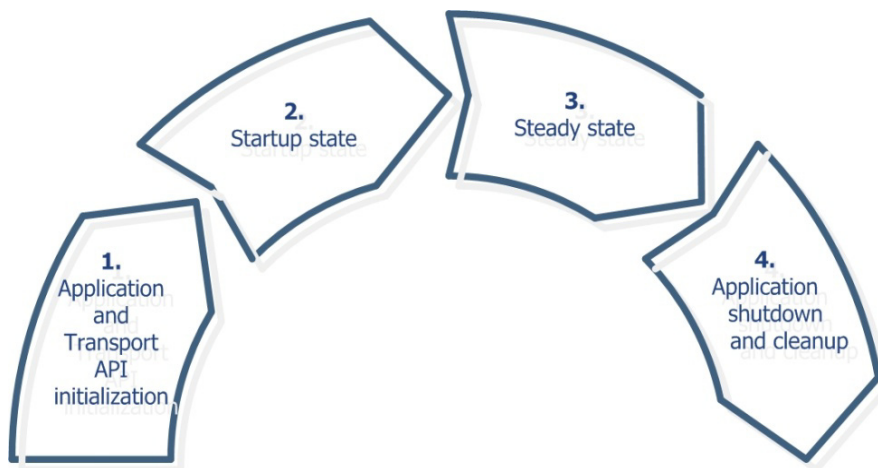 1.
Application
and
Transport
API
initialization
2.
Startup state
3.
Steady state
4.
Application
shutdown
and cleanup